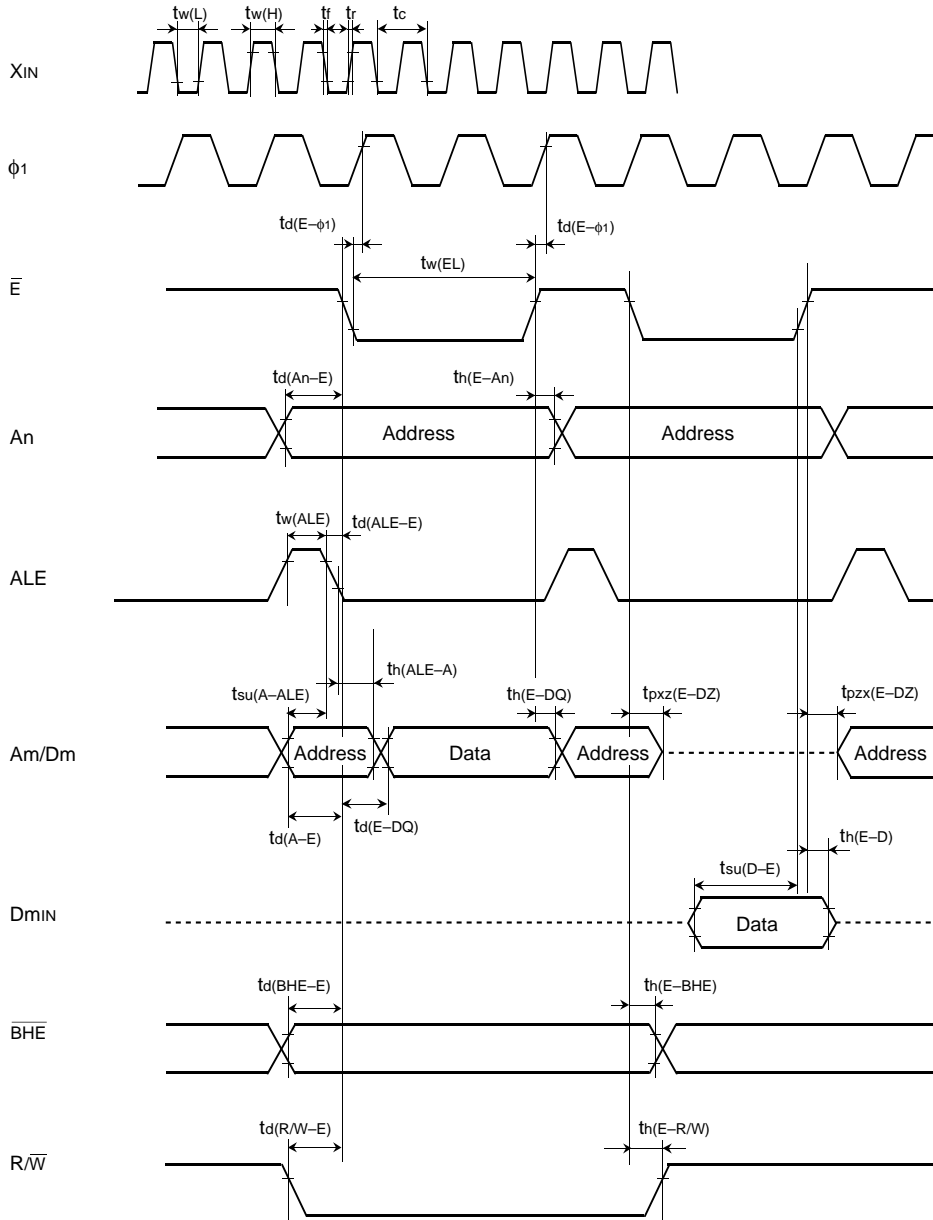 tw(L) tw(H) tf tr tc
XIN
ϕ1
td(E–ϕ1) td(E–ϕ1)
tw(EL)
E̅
td(An–E) th(E–An)
An Address Address
tw(ALE) td(ALE–E)
ALE
th(ALE–A)
tsu(A–ALE) th(E–DQ) tpxz(E–DZ) tpzx(E–DZ)
Am/Dm Address Data Address Address
td(A–E) td(E–DQ) th(E–D)
tsu(D–E)
DmIN Data
td(BHE–E) th(E–BHE)
B̅H̅E̅
td(R/W–E) th(E–R/W)
R/W̅